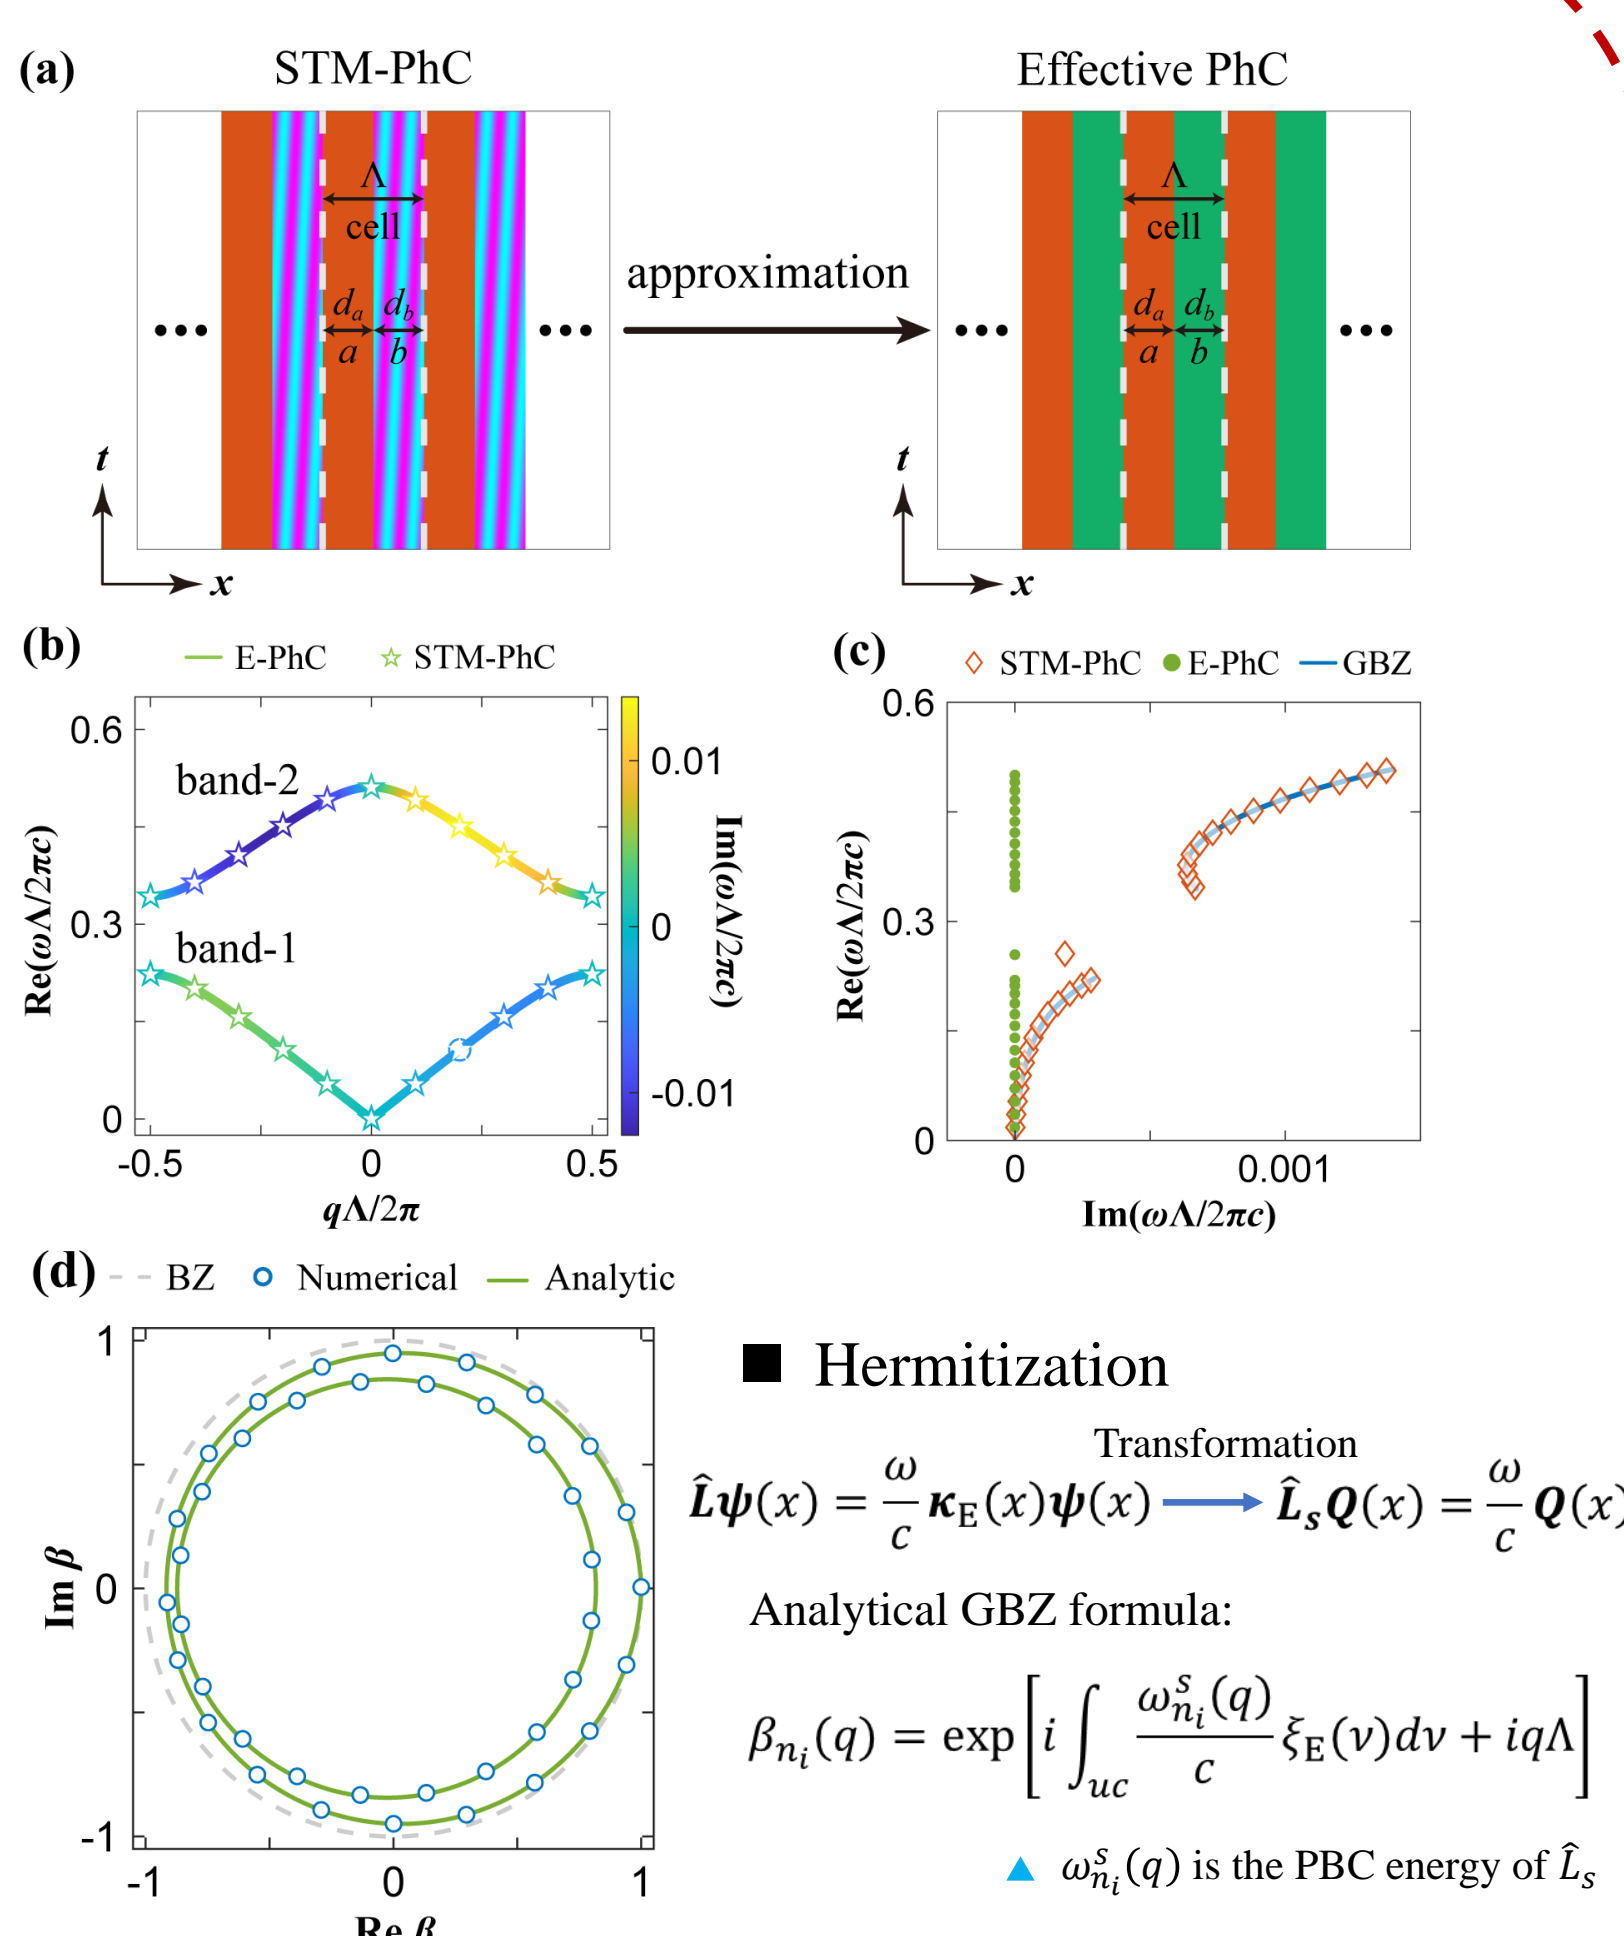 (a)
STM-PhC
Effective PhC
Λ
cell
d_a
d_b
a
b
•••
•••
t
x
approximation
Λ
cell
d_a
d_b
a
b
•••
•••
t
x
(b)
E-PhC
STM-PhC
0.6
0.3
0
band-2
band-1
-0.5
0
0.5
Re(ωΛ/2πc)
qΛ/2π
0.01
0
-0.01
Im(ωΛ/2πc)
(c)
STM-PhC
E-PhC
GBZ
0.6
0.3
0
0
0.001
Re(ωΛ/2πc)
Im(ωΛ/2πc)
(d)
BZ
Numerical
Analytic
1
0
-1
-1
0
1
Im β
Re β
■ Hermitization
Transformation
L̂ψ(x) = ω/c κ_E(x)ψ(x)
L̂_s Q(x) = ω/c Q(x)
Analytical GBZ formula:
β_{n_i}(q) = exp[i ∫_{uc} ω^s_{n_i}(q)/c ξ_E(ν)dν + iqΛ]
▲ ω^s_{n_i}(q) is the PBC energy of L̂_s